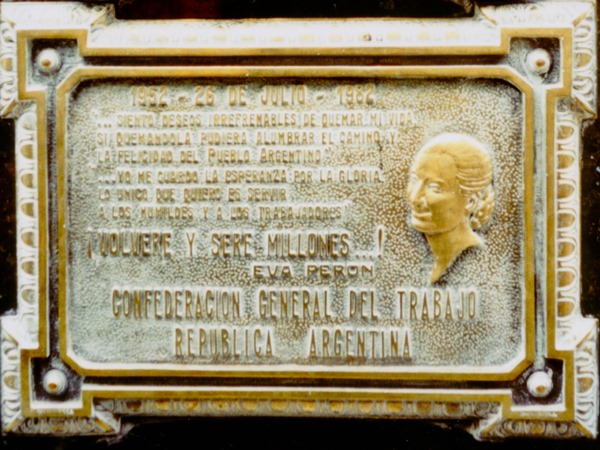 1952 - 26 DE JULIO - 1982
... SIENTO DESEOS IRREFRENABLES DE QUEMAR MI VIDA
SI QUEMANDOLA PUDIERA ALUMBRAR EL CAMINO Y
LA FELICIDAD DEL PUEBLO ARGENTINO
... YO ME GUARDO LA ESPERANZA POR LA GLORIA
LO UNICO QUE QUIERO ES SERVIR
A LOS HUMILDES Y A LOS TRABAJADORES
¡VOLVERE Y SERE MILLONES...!
EVA PERON
CONFEDERACION GENERAL DEL TRABAJO
REPUBLICA ARGENTINA